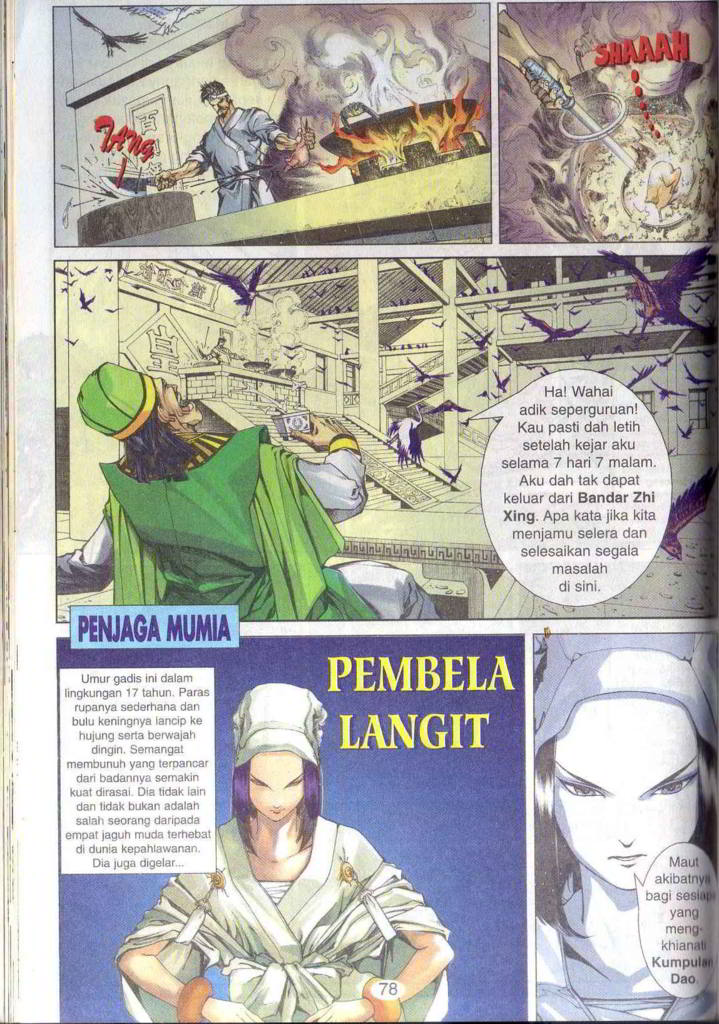 TANG
!
SHAAAH
Ha! Wahai
adik seperguruan!
Kau pasti dah letih
setelah kejar aku
selama 7 hari 7 malam.
Aku dah tak dapat
keluar dari Bandar Zhi
Xing. Apa kata jika kita
menjamu selera dan
selesaikan segala
masalah
di sini.
PENJAGA MUMIA
Umur gadis ini dalam
lingkungan 17 tahun. Paras
rupanya sederhana dan
bulu keningnya lancip ke
hujung serta berwajah
dingin. Semangat
membunuh yang terpancar
dari badannya semakin
kuat dirasai. Dia tidak lain
dan tidak bukan adalah
salah seorang daripada
empat jaguh muda terhebat
di dunia kepahlawanan.
Dia juga digelar...
PEMBELA
LANGIT
Maut
akibatnya
bagi sesiapa
yang
meng-
khianati
Kumpulan
Dao.
78